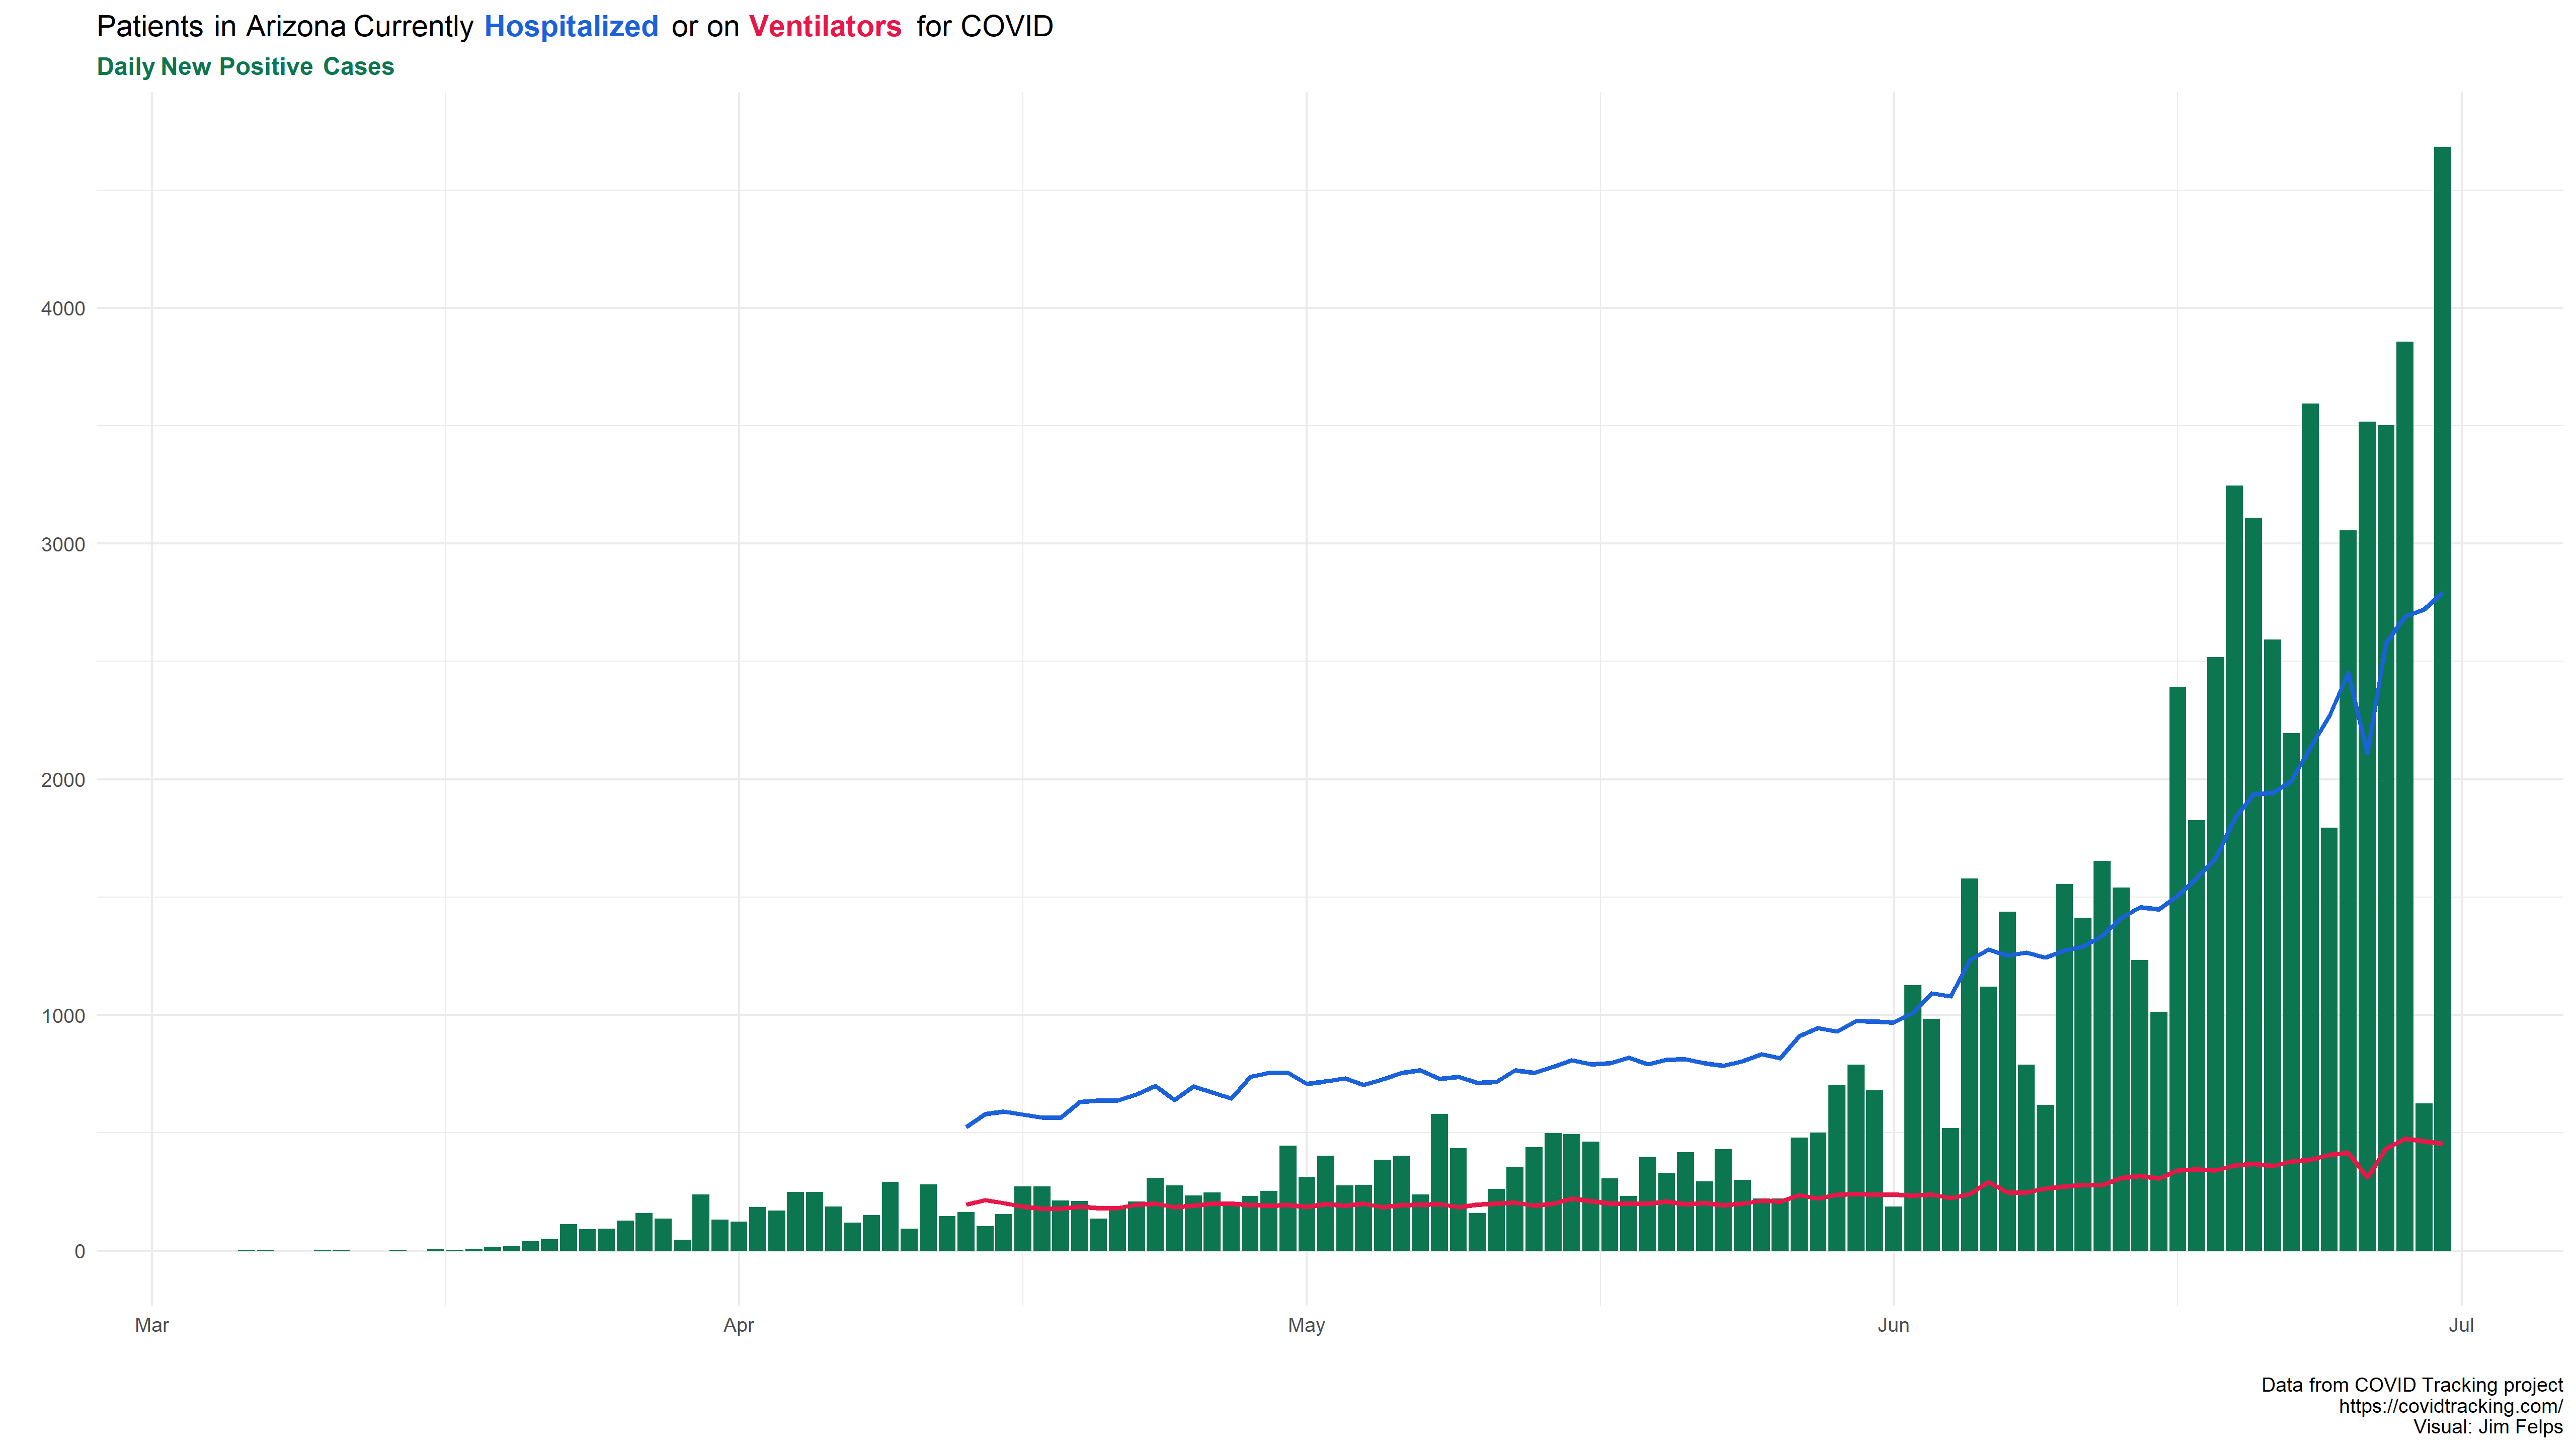 Patients in Arizona Currently Hospitalized or on Ventilators for COVID
Daily New Positive Cases
4000
3000
2000
1000
0
Mar Apr May Jun Jul
Data from COVID Tracking project
https://covidtracking.com/
Visual: Jim Felps